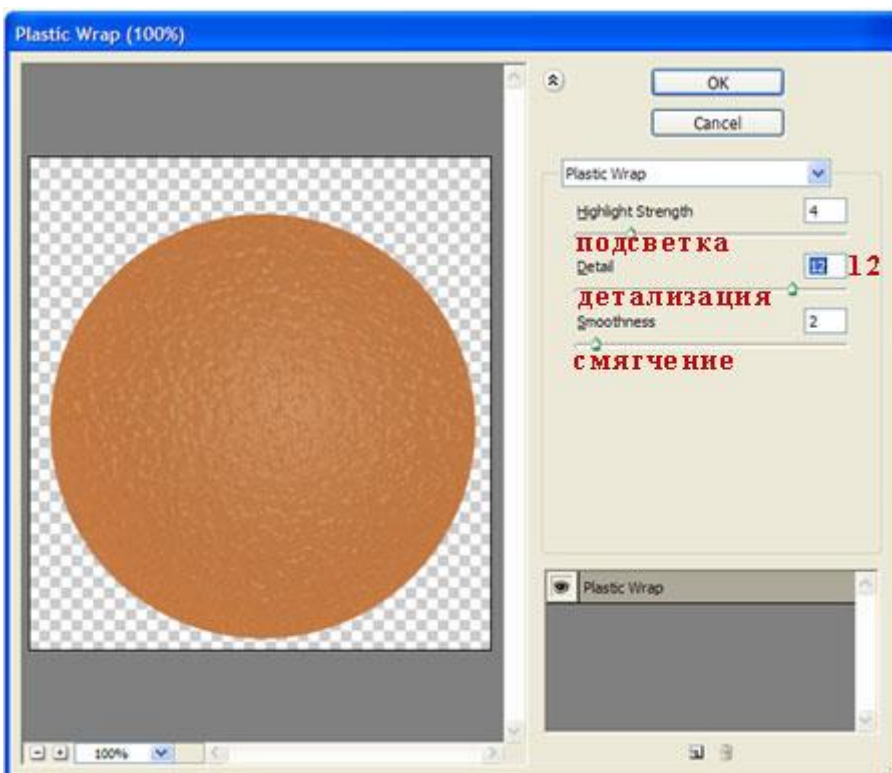 Plastic Wrap (100%)
OK
Cancel
Plastic Wrap
Highlight Strength
4
подсветка
Detail
12
12
детализация
Smoothness
2
смягчение
Plastic Wrap
100%